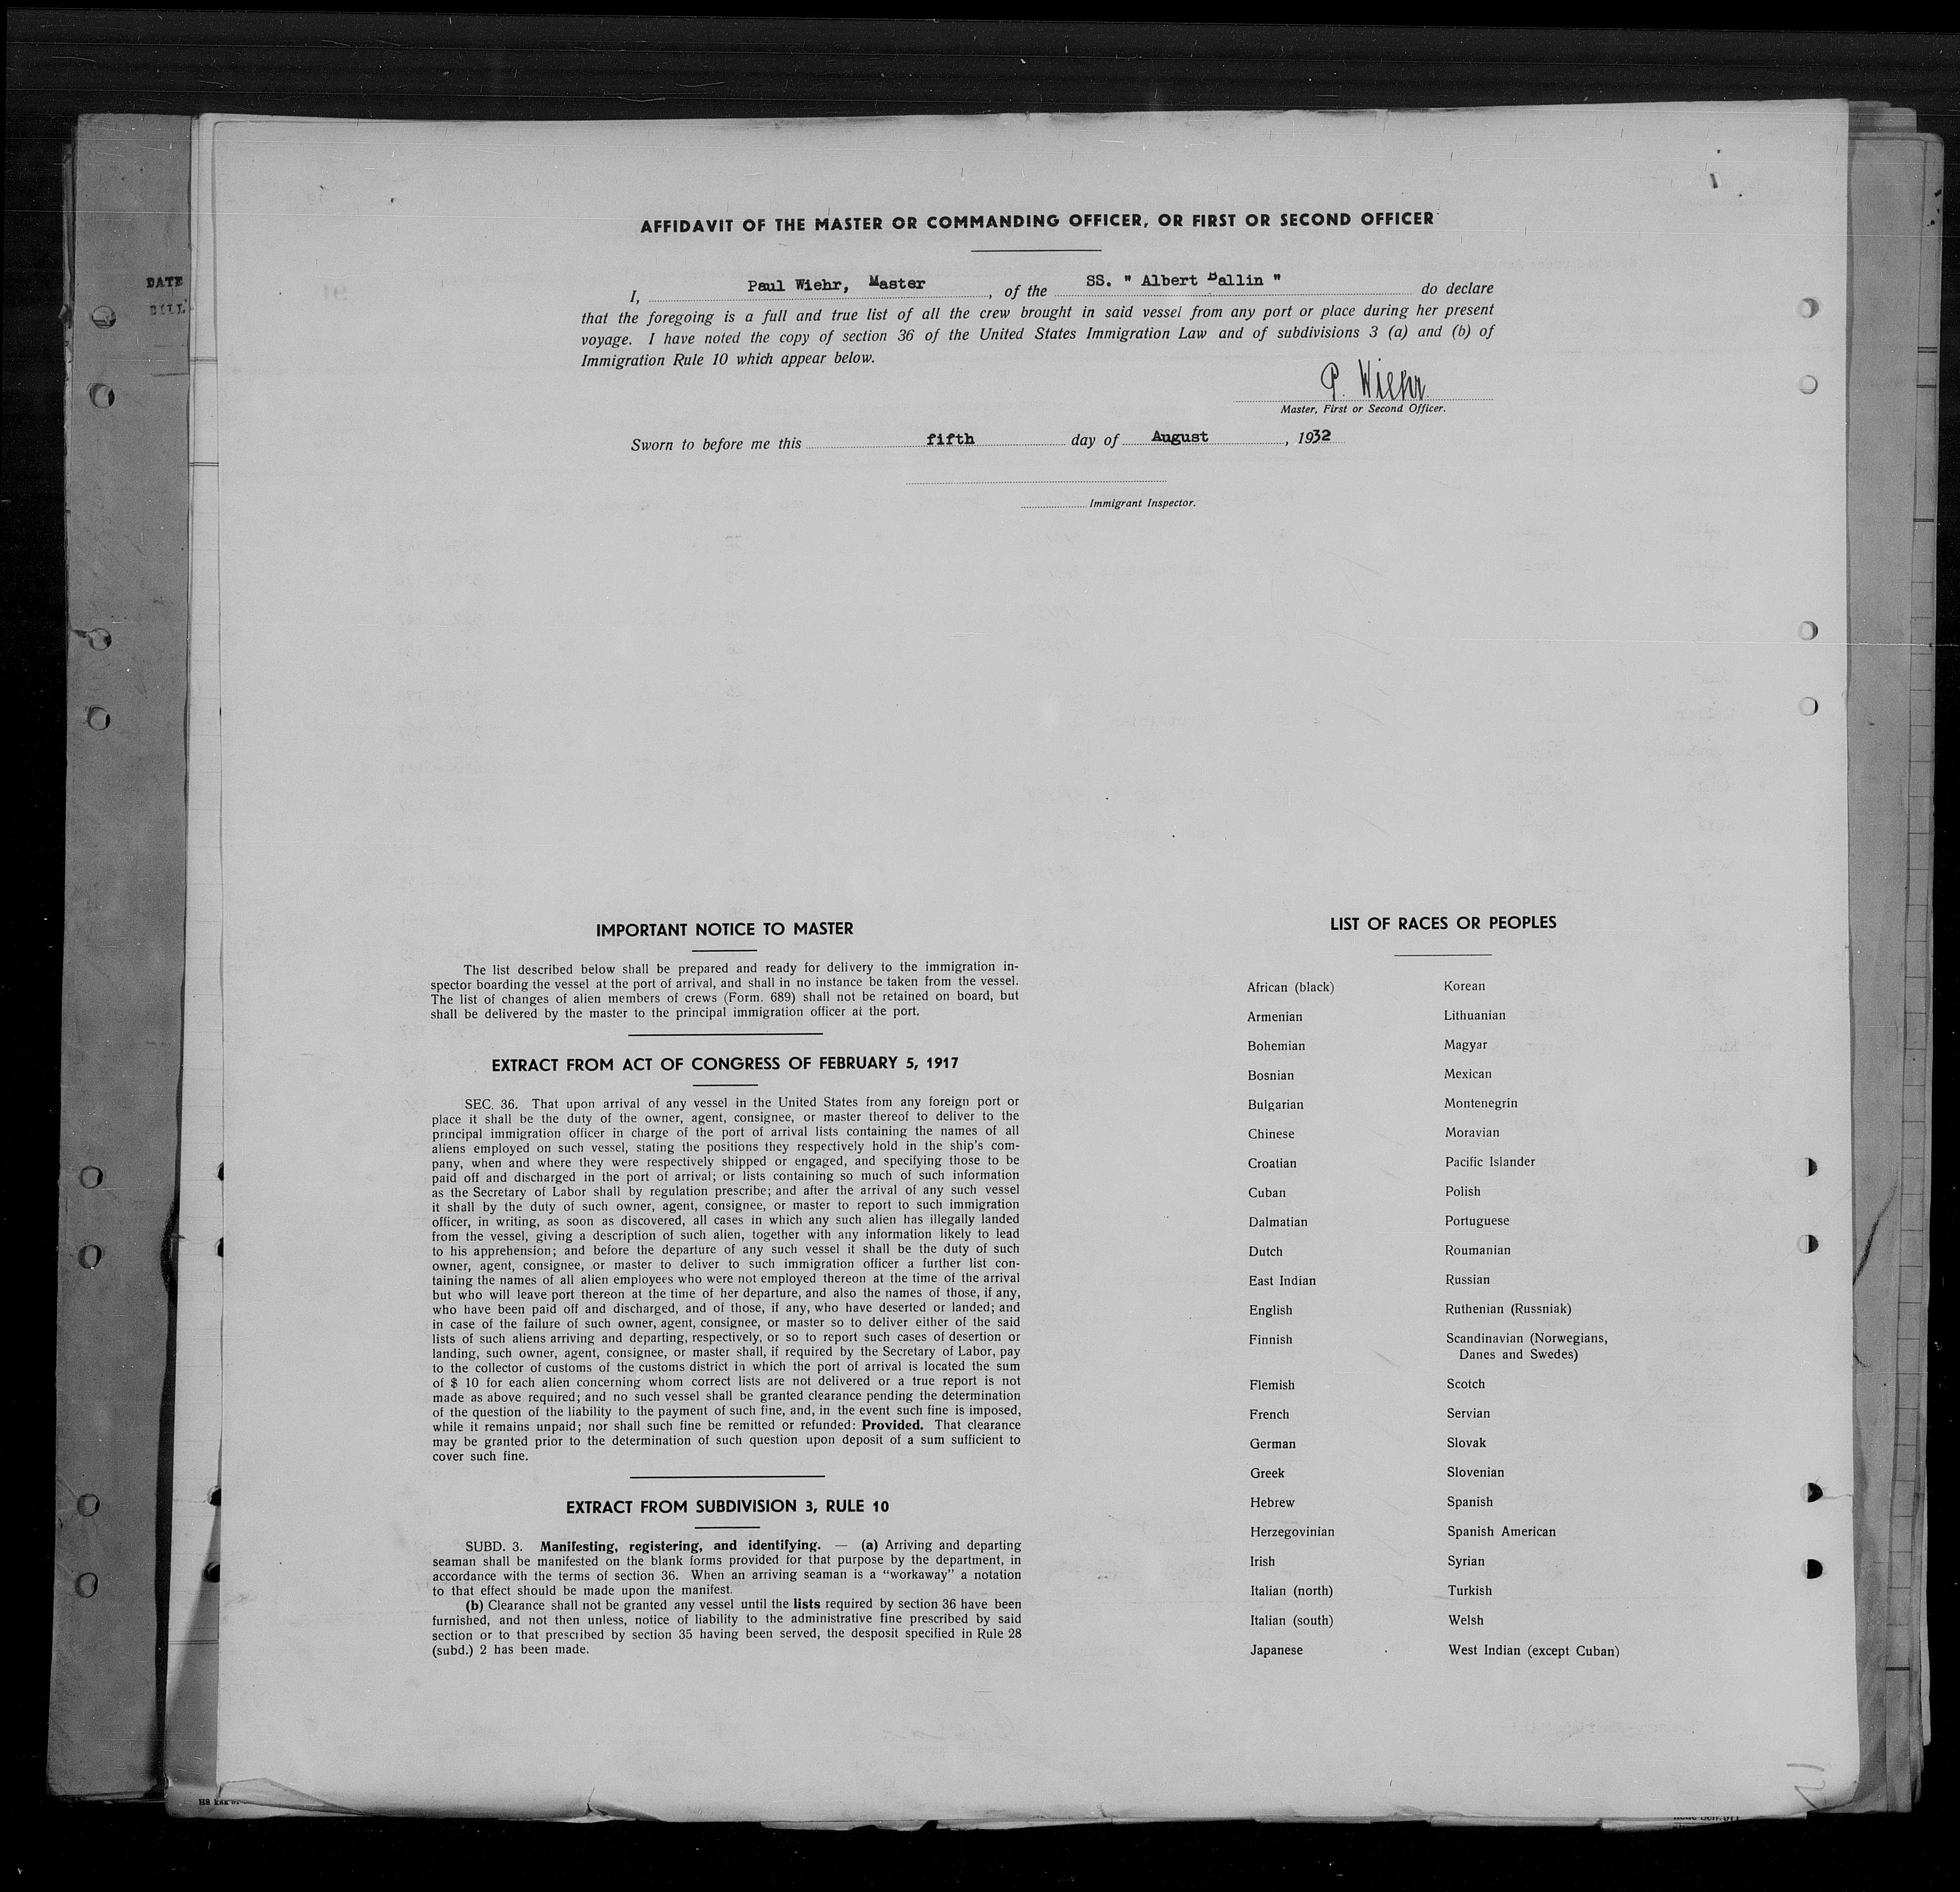 AFFIDAVIT OF THE MASTER OR COMMANDING OFFICER, OR FIRST OR SECOND OFFICER
I, Paul Wiehr, Master, of the SS. " Albert Ballin " do declare
that the foregoing is a full and true list of all the crew brought in said vessel from any port or place during her present
voyage. I have noted the copy of section 36 of the United States Immigration Law and of subdivisions 3 (a) and (b) of
Immigration Rule 10 which appear below.
P. Wiehr.
Master, First or Second Officer.
Sworn to before me this fifth day of August, 1932
Immigrant Inspector.
DATE
IMPORTANT NOTICE TO MASTER
The list described below shall be prepared and ready for delivery to the immigration in-
spector boarding the vessel at the port of arrival, and shall in no instance be taken from the vessel.
The list of changes of alien members of crews (Form. 689) shall not be retained on board, but
shall be delivered by the master to the principal immigration officer at the port.
EXTRACT FROM ACT OF CONGRESS OF FEBRUARY 5, 1917
SEC. 36. That upon arrival of any vessel in the United States from any foreign port or
place it shall be the duty of the owner, agent, consignee, or master thereof to deliver to the
principal immigration officer in charge of the port of arrival lists containing the names of all
aliens employed on such vessel, stating the positions they respectively hold in the ship's com-
pany, when and where they were respectively shipped or engaged, and specifying those to be
paid off and discharged in the port of arrival; or lists containing so much of such information
as the Secretary of Labor shall by regulation prescribe; and after the arrival of any such vessel
it shall by the duty of such owner, agent, consignee, or master to report to such immigration
officer, in writing, as soon as discovered, all cases in which any such alien has illegally landed
from the vessel, giving a description of such alien, together with any information likely to lead
to his apprehension; and before the departure of any such vessel it shall be the duty of such
owner, agent, consignee, or master to deliver to such immigration officer a further list con-
taining the names of all alien employees who were not employed thereon at the time of the arrival
but who will leave port thereon at the time of her departure, and also the names of those, if any,
who have been paid off and discharged, and of those, if any, who have deserted or landed; and
in case of the failure of such owner, agent, consignee, or master so to deliver either of the said
lists of such aliens arriving and departing, respectively, or so to report such cases of desertion or
landing, such owner, agent, consignee, or master shall, if required by the Secretary of Labor, pay
to the collector of customs of the customs district in which the port of arrival is located the sum
of $ 10 for each alien concerning whom correct lists are not delivered or a true report is not
made as above required; and no such vessel shall be granted clearance pending the determination
of the question of the liability to the payment of such fine, and, in the event such fine is imposed,
while it remains unpaid; nor shall such fine be remitted or refunded: Provided. That clearance
may be granted prior to the determination of such question upon deposit of a sum sufficient to
cover such fine.
EXTRACT FROM SUBDIVISION 3, RULE 10
SUBD. 3. Manifesting, registering, and identifying. — (a) Arriving and departing
seaman shall be manifested on the blank forms provided for that purpose by the department, in
accordance with the terms of section 36. When an arriving seaman is a "workaway" a notation
to that effect should be made upon the manifest.
(b) Clearance shall not be granted any vessel until the lists required by section 36 have been
furnished, and not then unless, notice of liability to the administrative fine prescribed by said
section or to that prescribed by section 35 having been served, the desposit specified in Rule 28
(subd.) 2 has been made.
LIST OF RACES OR PEOPLES
African (black)
Armenian
Bohemian
Bosnian
Bulgarian
Chinese
Croatian
Cuban
Dalmatian
Dutch
East Indian
English
Finnish
Flemish
French
German
Greek
Hebrew
Herzegovinian
Irish
Italian (north)
Italian (south)
Japanese
Korean
Lithuanian
Magyar
Mexican
Montenegrin
Moravian
Pacific Islander
Polish
Portuguese
Roumanian
Russian
Ruthenian (Russniak)
Scandinavian (Norwegians,
Danes and Swedes)
Scotch
Servian
Slovak
Slovenian
Spanish
Spanish American
Syrian
Turkish
Welsh
West Indian (except Cuban)